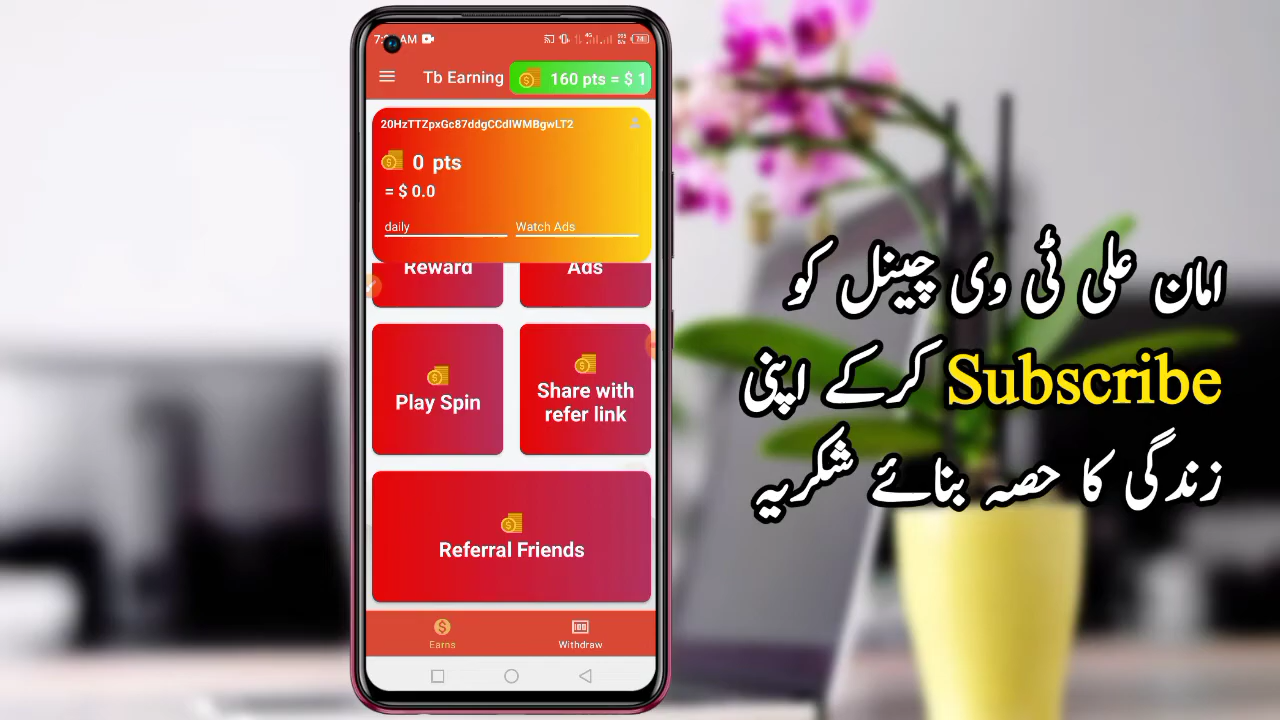 AM
Tb Earning
160 pts = $ 1
20HzTTZpxGc87ddgCCdIWMBgwLT2
0 pts
= $ 0.0
daily
Watch Ads
Reward
Ads
Play Spin
Share with
refer link
Referral Friends
Earns
Withdraw
امان علی ٹی وی چینل کو
Subscribe کرکے اپنی
زندگی کا حصہ بنائے شکریہ